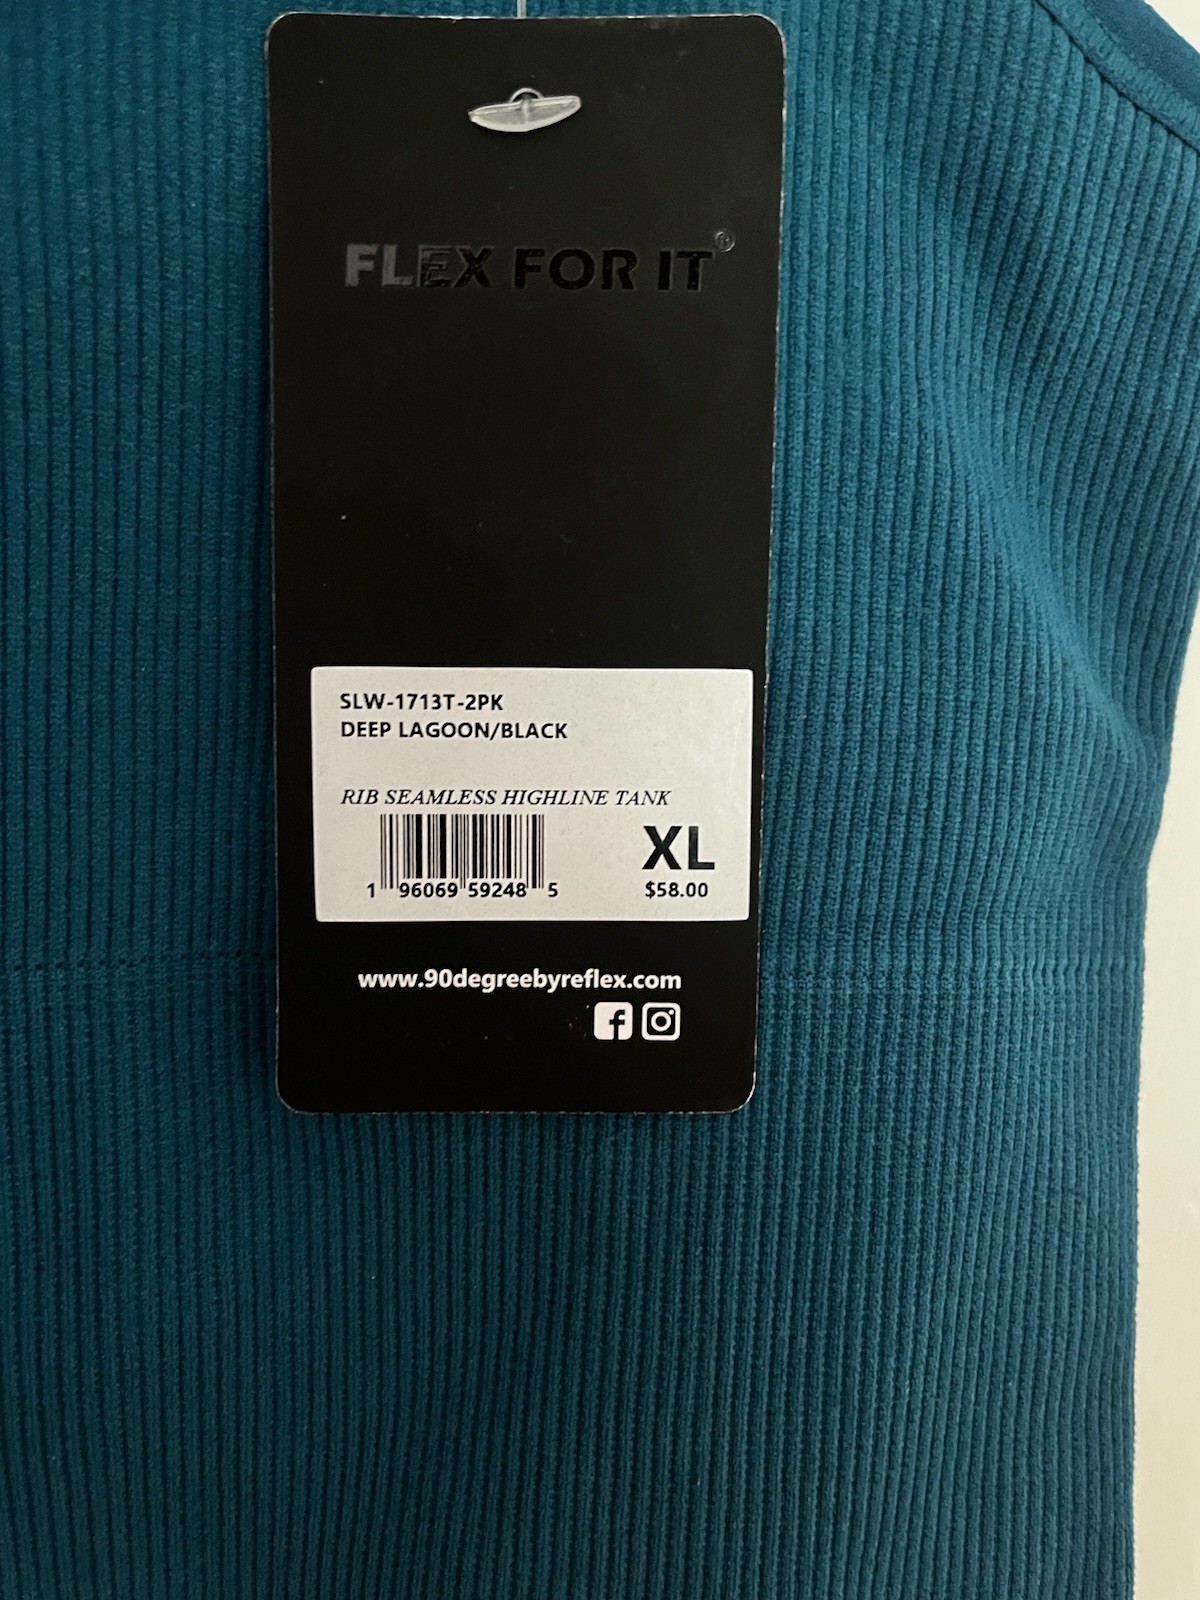 FLEX FOR IT®
SLW-1713T-2PK
DEEP LAGOON/BLACK
RIB SEAMLESS HIGHLINE TANK
XL
1 96069 59248 5
$58.00
www.90degreebyreflex.com